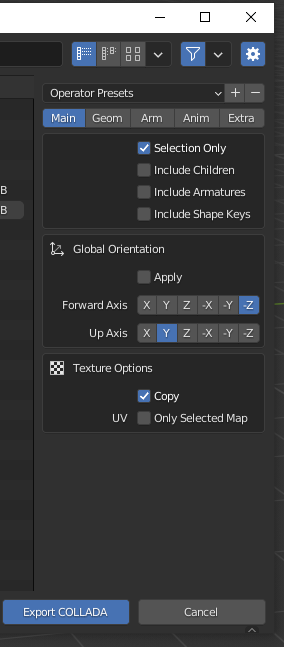 Operator Presets
Main Geom Arm Anim Extra
Selection Only
Include Children
B
Include Armatures
B
Include Shape Keys
Global Orientation
Apply
Forward Axis X Y Z -X -Y -Z
Up Axis X Y Z -X -Y -Z
Texture Options
Copy
UV Only Selected Map
Export COLLADA Cancel